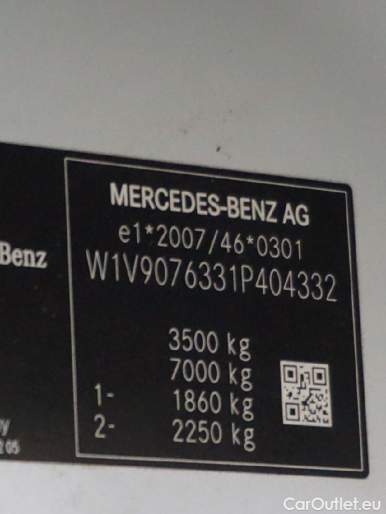 MERCEDES-BENZ AG
e1*2007/46*0301
W1V9076331P404332
Benz
3500 kg
7000 kg
1- 1860 kg
2- 2250 kg
CarOutlet.eu